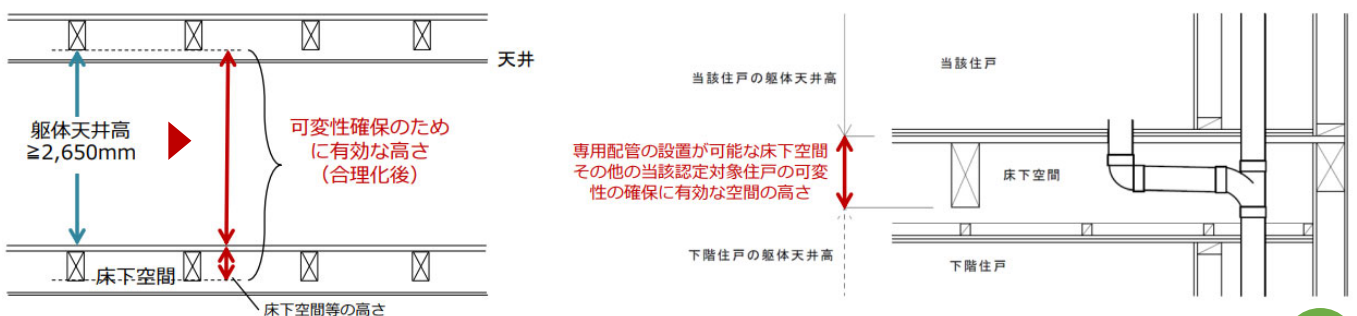 天井
躯体天井高
≧2,650mm
可変性確保のため
に有効な高さ
（合理化後）
床下空間
床下空間等の高さ
当該住戸の躯体天井高
当該住戸
専用配管の設置が可能な床下空間
その他の当該認定対象住戸の可変
性の確保に有効な空間の高さ
床下空間
下階住戸の躯体天井高
下階住戸